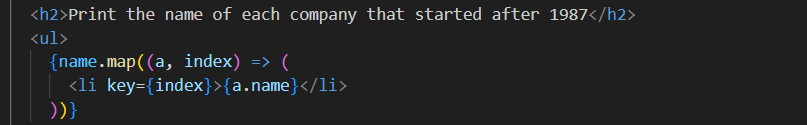 <h2>Print the name of each company that started after 1987</h2>
<ul>
{name.map((a, index) => (
<li key={index}>{a.name}</li>
))}